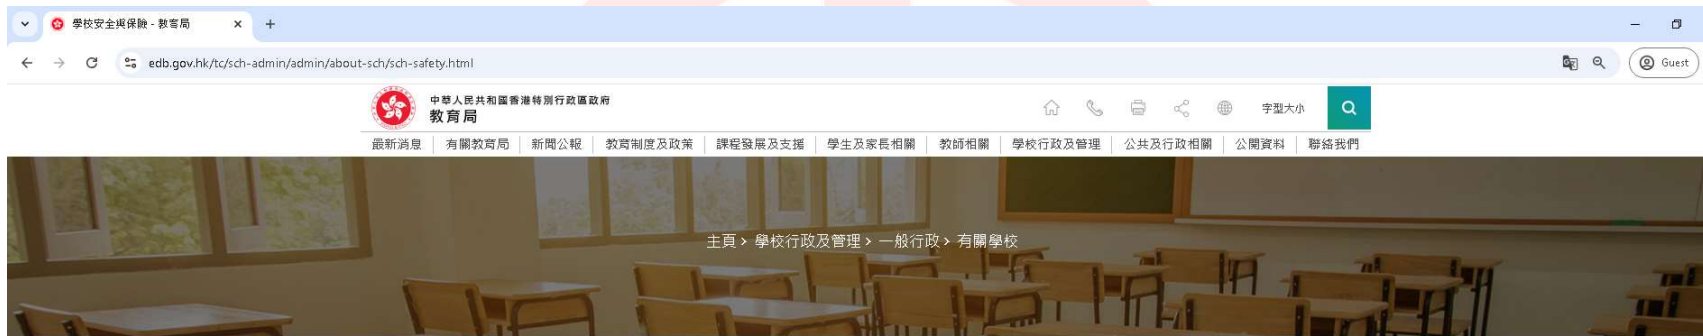 學校安全與保險 - 教育局
edb.gov.hk/tc/sch-admin/admin/about-sch/sch-safety.html
Guest
中華人民共和國香港特別行政區政府
教育局
字型大小
最新消息 有關教育局 新聞公報 教育制度及政策 課程發展及支援 學生及家長相關 教師相關 學校行政及管理 公共及行政相關 公開資料 聯絡我們
主頁 > 學校行政及管理 > 一般行政 > 有關學校